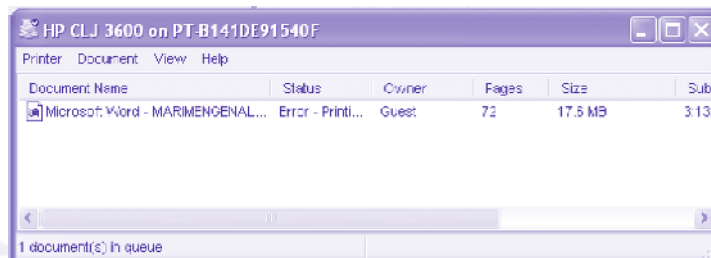 HP CLJ 3600 on PT-B141DE91540F
Printer Document View Help
Document Name Status Owner Pages Size Sub
Microsoft Word - MARIMENGENAL... Error - Printi... Guest 72 17.6 MB 3:13:
1 document(s) in queue